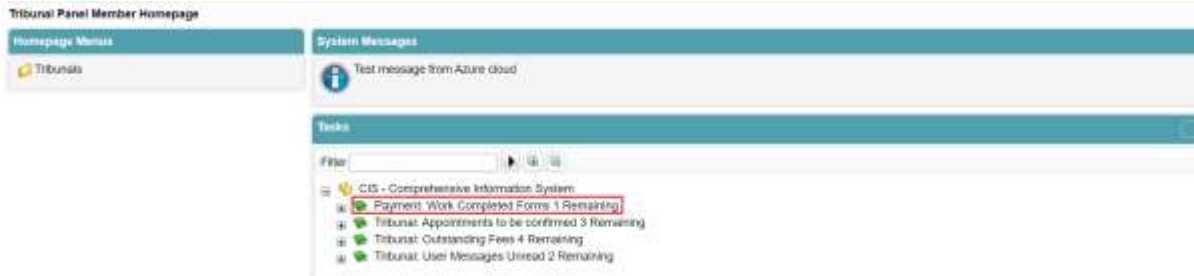 Tribunal Panel Member Homepage
Homepage Menus
System Messages
Tribunals
Test message from Azure cloud
Tasks
Filter
CIS - Comprehensive Information System
Payment: Work Completed Forms 1 Remaining
Tribunal: Appointments to be confirmed 3 Remaining
Tribunal: Outstanding Fees 4 Remaining
Tribunal: User Messages Unread 2 Remaining